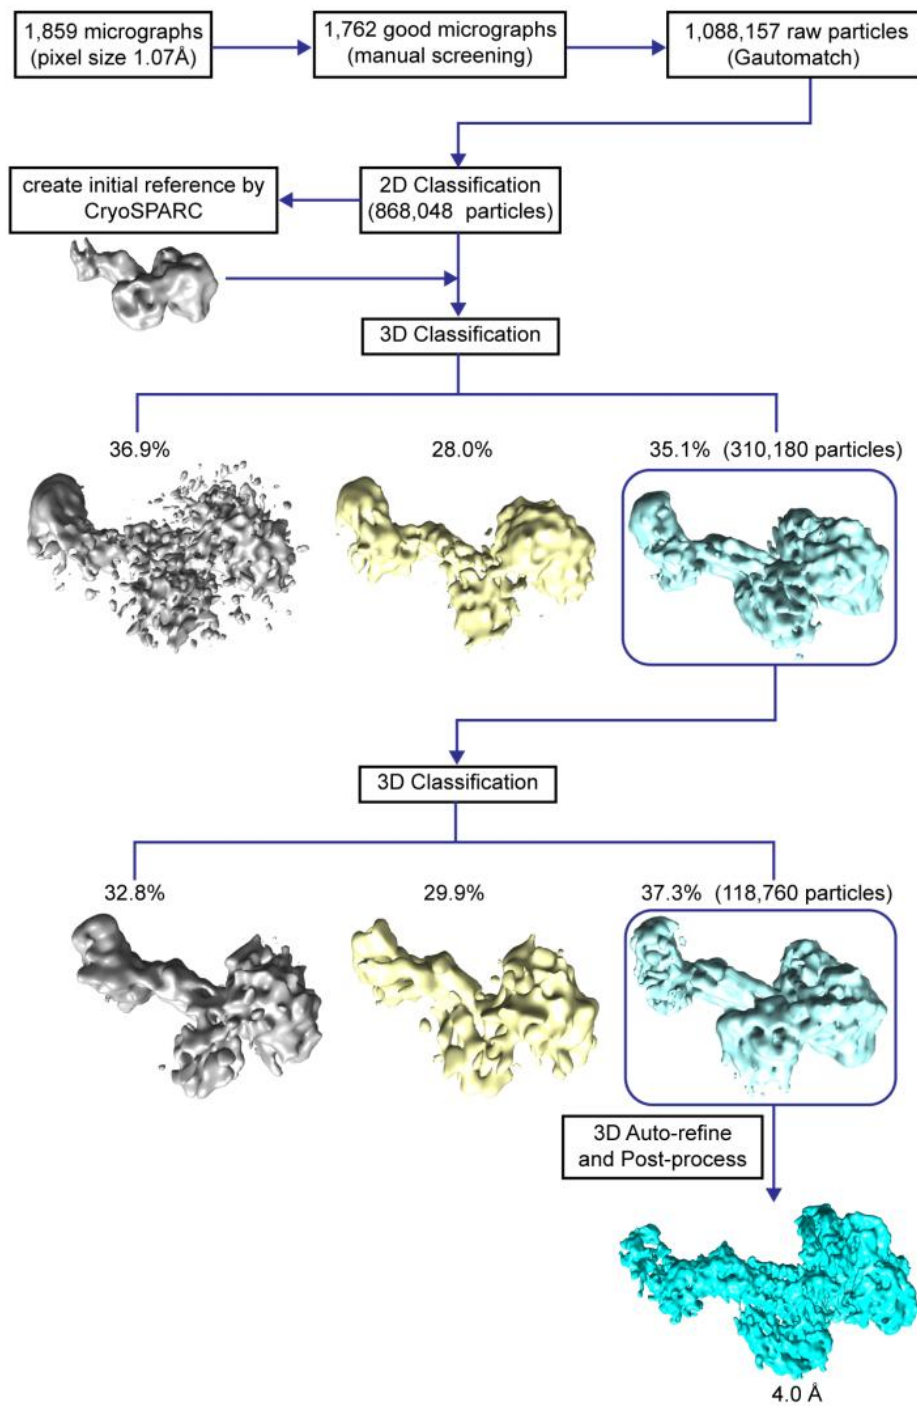 1,859 micrographs
(pixel size 1.07Å)
1,762 good micrographs
(manual screening)
1,088,157 raw particles
(Gautomatch)
create initial reference by
CryoSPARC
2D Classification
(868,048 particles)
3D Classification
36.9%
28.0%
35.1% (310,180 particles)
3D Classification
32.8%
29.9%
37.3% (118,760 particles)
3D Auto-refine
and Post-process
4.0 Å